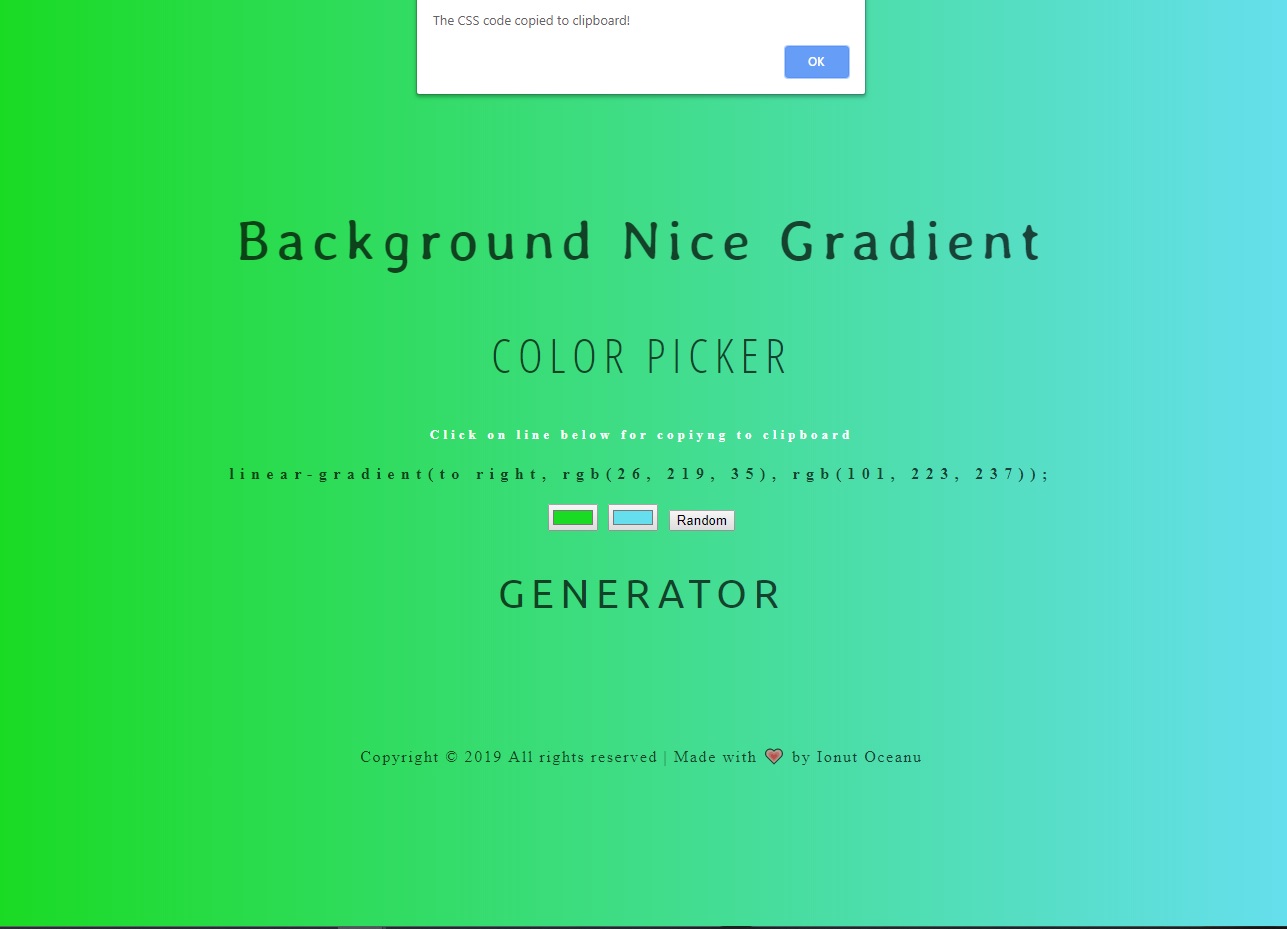 The CSS code copied to clipboard!
OK
Background Nice Gradient
COLOR PICKER
Click on line below for copiyng to clipboard
linear-gradient(to right, rgb(26, 219, 35), rgb(101, 223, 237));
Random
GENERATOR
Copyright © 2019 All rights reserved | Made with 💗 by Ionut Oceanu